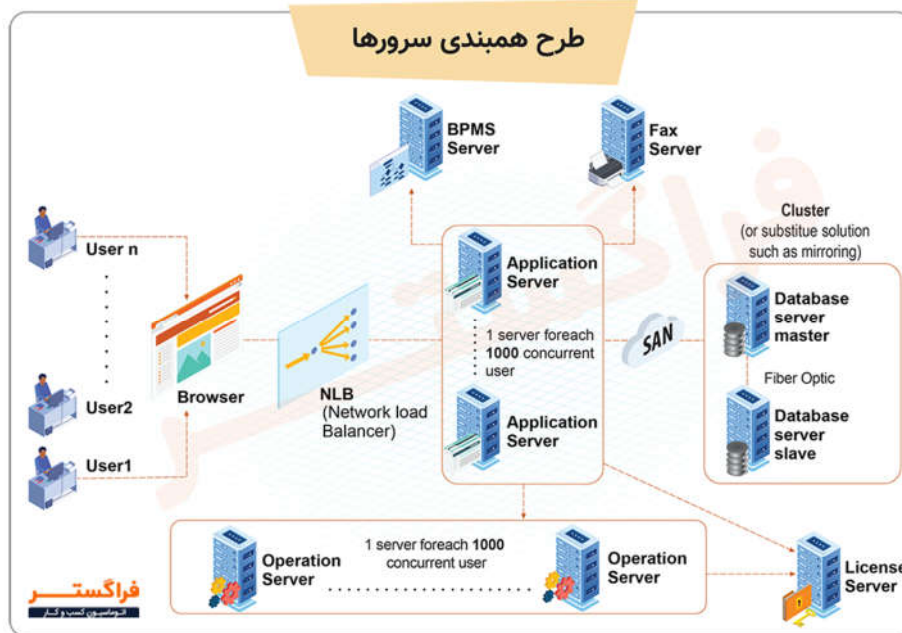 طرح همبندی سرورها
BPMS
Server
Fax
Server
Cluster
(or substitue solution
such as mirroring)
User n
Application
Server
Database
server
master
1 server foreach
1000 concurrent
user
SAN
Browser
NLB
(Network load
Balancer)
Fiber Optic
User2
Application
Server
Database
server
slave
User1
Operation
Server
1 server foreach 1000
concurrent user
Operation
Server
License
Server
فراگستر
اتوماسیون کسب و کار
فراگستر